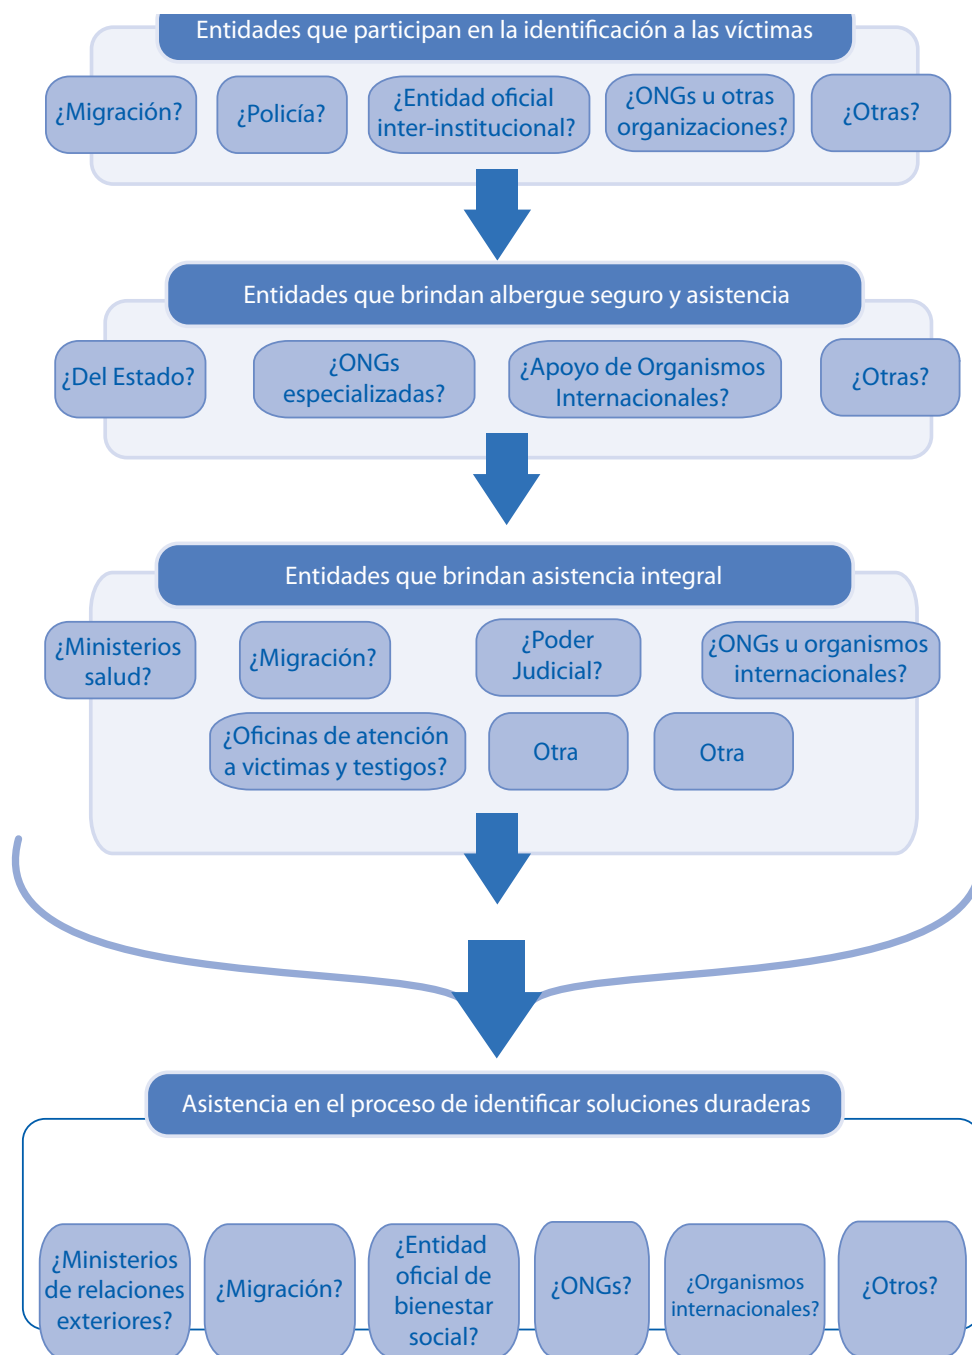 Entidades que participan en la identificación a las víctimas
¿Migración?
¿Policía?
¿Entidad oficial
inter-institucional?
¿ONGs u otras
organizaciones?
¿Otras?
Entidades que brindan albergue seguro y asistencia
¿Del Estado?
¿ONGs
especializadas?
¿Apoyo de Organismos
Internacionales?
¿Otras?
Entidades que brindan asistencia integral
¿Ministerios
salud?
¿Migración?
¿Poder
Judicial?
¿ONGs u organismos
internacionales?
¿Oficinas de atención
a victimas y testigos?
Otra
Otra
Asistencia en el proceso de identificar soluciones duraderas
¿Ministerios
de relaciones
exteriores?
¿Migración?
¿Entidad
oficial de
bienestar
social?
¿ONGs?
¿Organismos
internacionales?
¿Otros?